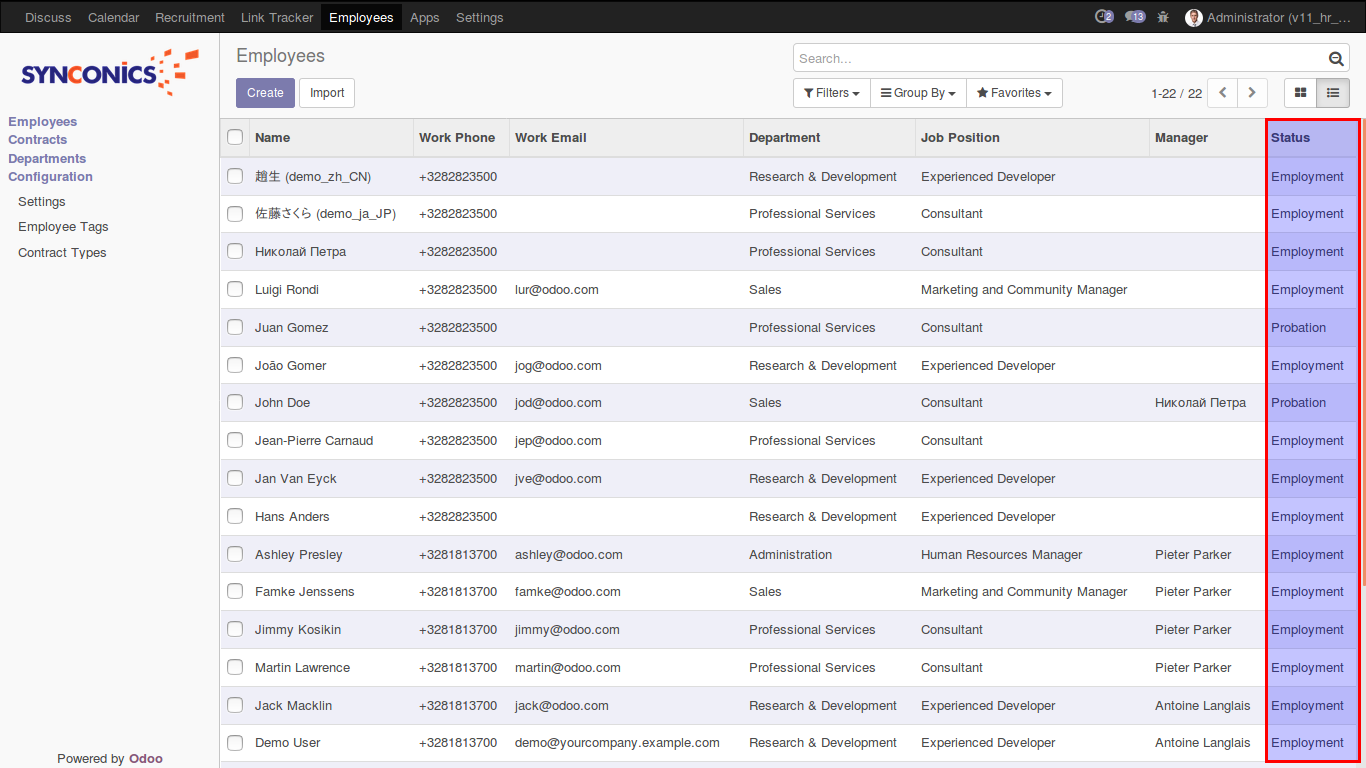 Discuss Calendar Recruitment Link Tracker Employees Apps Settings 2 13 Administrator (v11_hr_...
SYNCONICS
Employees
Contracts
Departments
Configuration
Settings
Employee Tags
Contract Types
Powered by Odoo
Employees Search...
Create Import Filters Group By Favorites 1-22 / 22
Name Work Phone Work Email Department Job Position Manager Status
趙生 (demo_zh_CN) +3282823500 Research & Development Experienced Developer Employment
佐藤さくら (demo_ja_JP) +3282823500 Professional Services Consultant Employment
Николай Петра +3282823500 Professional Services Consultant Employment
Luigi Rondi +3282823500 lur@odoo.com Sales Marketing and Community Manager Employment
Juan Gomez +3282823500 Professional Services Consultant Probation
João Gomer +3282823500 jog@odoo.com Research & Development Experienced Developer Employment
John Doe +3282823500 jod@odoo.com Sales Consultant Николай Петра Probation
Jean-Pierre Carnaud +3282823500 jep@odoo.com Professional Services Consultant Employment
Jan Van Eyck +3282823500 jve@odoo.com Research & Development Experienced Developer Employment
Hans Anders +3282823500 Research & Development Experienced Developer Employment
Ashley Presley +3281813700 ashley@odoo.com Administration Human Resources Manager Pieter Parker Employment
Famke Jenssens +3281813700 famke@odoo.com Sales Marketing and Community Manager Pieter Parker Employment
Jimmy Kosikin +3281813700 jimmy@odoo.com Professional Services Consultant Pieter Parker Employment
Martin Lawrence +3281813700 martin@odoo.com Professional Services Consultant Pieter Parker Employment
Jack Macklin +3281813700 jack@odoo.com Research & Development Experienced Developer Antoine Langlais Employment
Demo User +3281813700 demo@yourcompany.example.com Research & Development Experienced Developer Antoine Langlais Employment